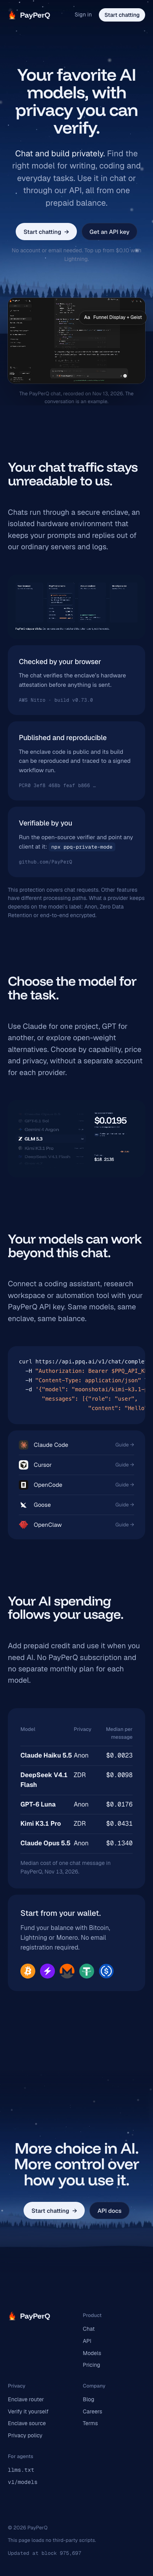 PayPerQ
Sign in
Start chatting
Your favorite AI
models, with
privacy you can
verify.
Chat and build privately. Find the
right model for writing, coding and
everyday tasks. Use it in chat or
through our API, all from one
prepaid balance.
Start chatting →
Get an API key
No account or email needed. Top up from $0.10 with
Lightning.
Aa Funnel Display + Geist
The PayPerQ chat, recorded on Nov 12, 2026. The
conversation is an example.
Your chat traffic stays
unreadable to us.
Chats run through a secure enclave, an
isolated hardware environment that
keeps your prompts and replies out of
our ordinary servers and logs.
Checked by your browser
The chat verifies the enclave's hardware
attestation before anything is sent.
Published and reproducible
The enclave code is public and its build
can be reproduced and traced to a signed
workflow run.
Verifiable by you
Run the open-source verifier and point any
client at it: npx ppq-private-mode
github.com/PayPerQ
This protection covers chat requests. Other features
have different processing paths. What a provider keeps
depends on the model's label: Anon, Zero Data
Retention or end-to-end encrypted.
Choose the model for
the task.
Use Claude for one project, GPT for
another, or explore open-weight
alternatives. Choose by capability, price
and privacy without a separate account
for each provider.
GLM 5.3
$0.0195
Your models can work
beyond this chat.
Connect a coding assistant, research
workspace or automation tool with your
PayPerQ API key. Same models, same
enclave, same balance.
curl https://api.ppq.ai/v1/chat/comple
-H "Authorization: Bearer $PPQ_API_K
-H "Content-Type: application/json"
-d '{"model": "moonshotai/kimi-k3.1"
"messages": [{"role": "user",
"content": "Hello
Claude Code
Guide →
Cursor
Guide →
OpenCode
Guide →
Goose
Guide →
OpenClaw
Guide →
Your AI spending
follows your usage.
Add prepaid credit and use it when you
need AI. No PayPerQ subscription and
no separate monthly plan for each
model.
Model Privacy Median per
message
Claude Haiku 5.5 Anon $0.0023
DeepSeek V4.1 ZDR $0.0098
Flash
GPT-6 Luna Anon $0.0176
Kimi K3.1 Pro ZDR $0.0431
Claude Opus 5.5 Anon $0.1340
Median cost of one chat message in
PayPerQ, Nov 13, 2026.
Start from your wallet.
Fund your balance with Bitcoin,
Lightning or Monero. No email
registration required.
More choice in AI.
More control over
how you use it.
Start chatting →
API docs
PayPerQ
Product
Chat
API
Models
Pricing
Privacy
Enclave router
Verify it yourself
Enclave source
Privacy policy
Company
Blog
Careers
Terms
For agents
llms.txt
v1/models
© 2026 PayPerQ
This page loads no third-party scripts.
Updated at block 975,697